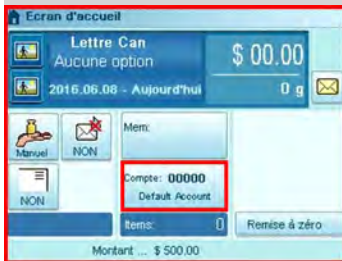 Ecran d'accueil
Lettre Can
Aucune option
$ 00.00
2016.06.08 - Aujourd'hui
0 g
Manuel
NON
Mem:
NON
Compte: 00000
Default Account
Items: 0
Remise à zéro
Montant ... $ 500.00